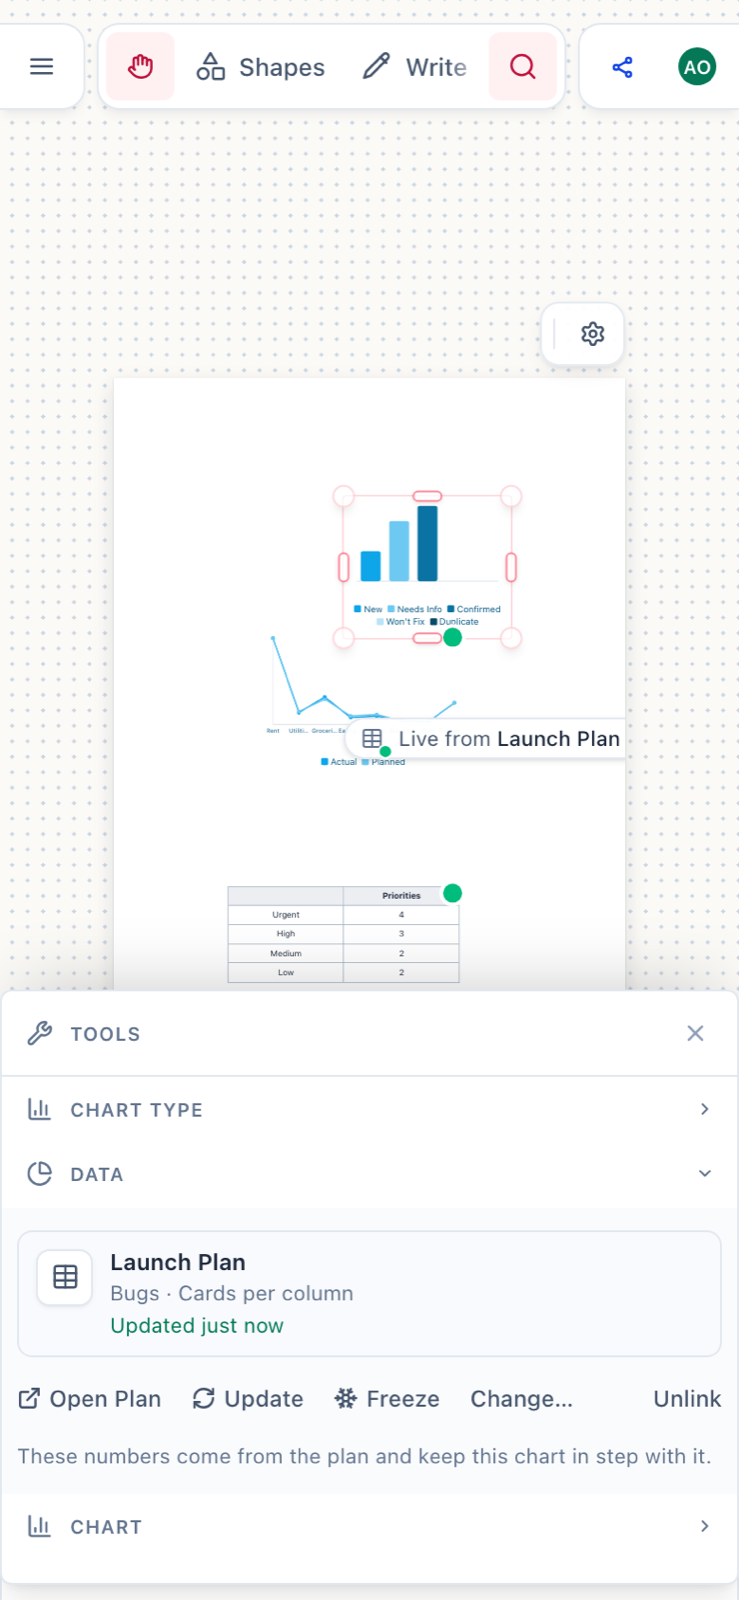 Shapes Write AO
New Needs Info Confirmed
Won't Fix Duplicate
Rent Utiliti... Groceri...
Live from Launch Plan
Actual Planned
Priorities
Urgent 4
High 3
Medium 2
Low 2
TOOLS
CHART TYPE
DATA
Launch Plan
Bugs · Cards per column
Updated just now
Open Plan Update Freeze Change... Unlink
These numbers come from the plan and keep this chart in step with it.
CHART